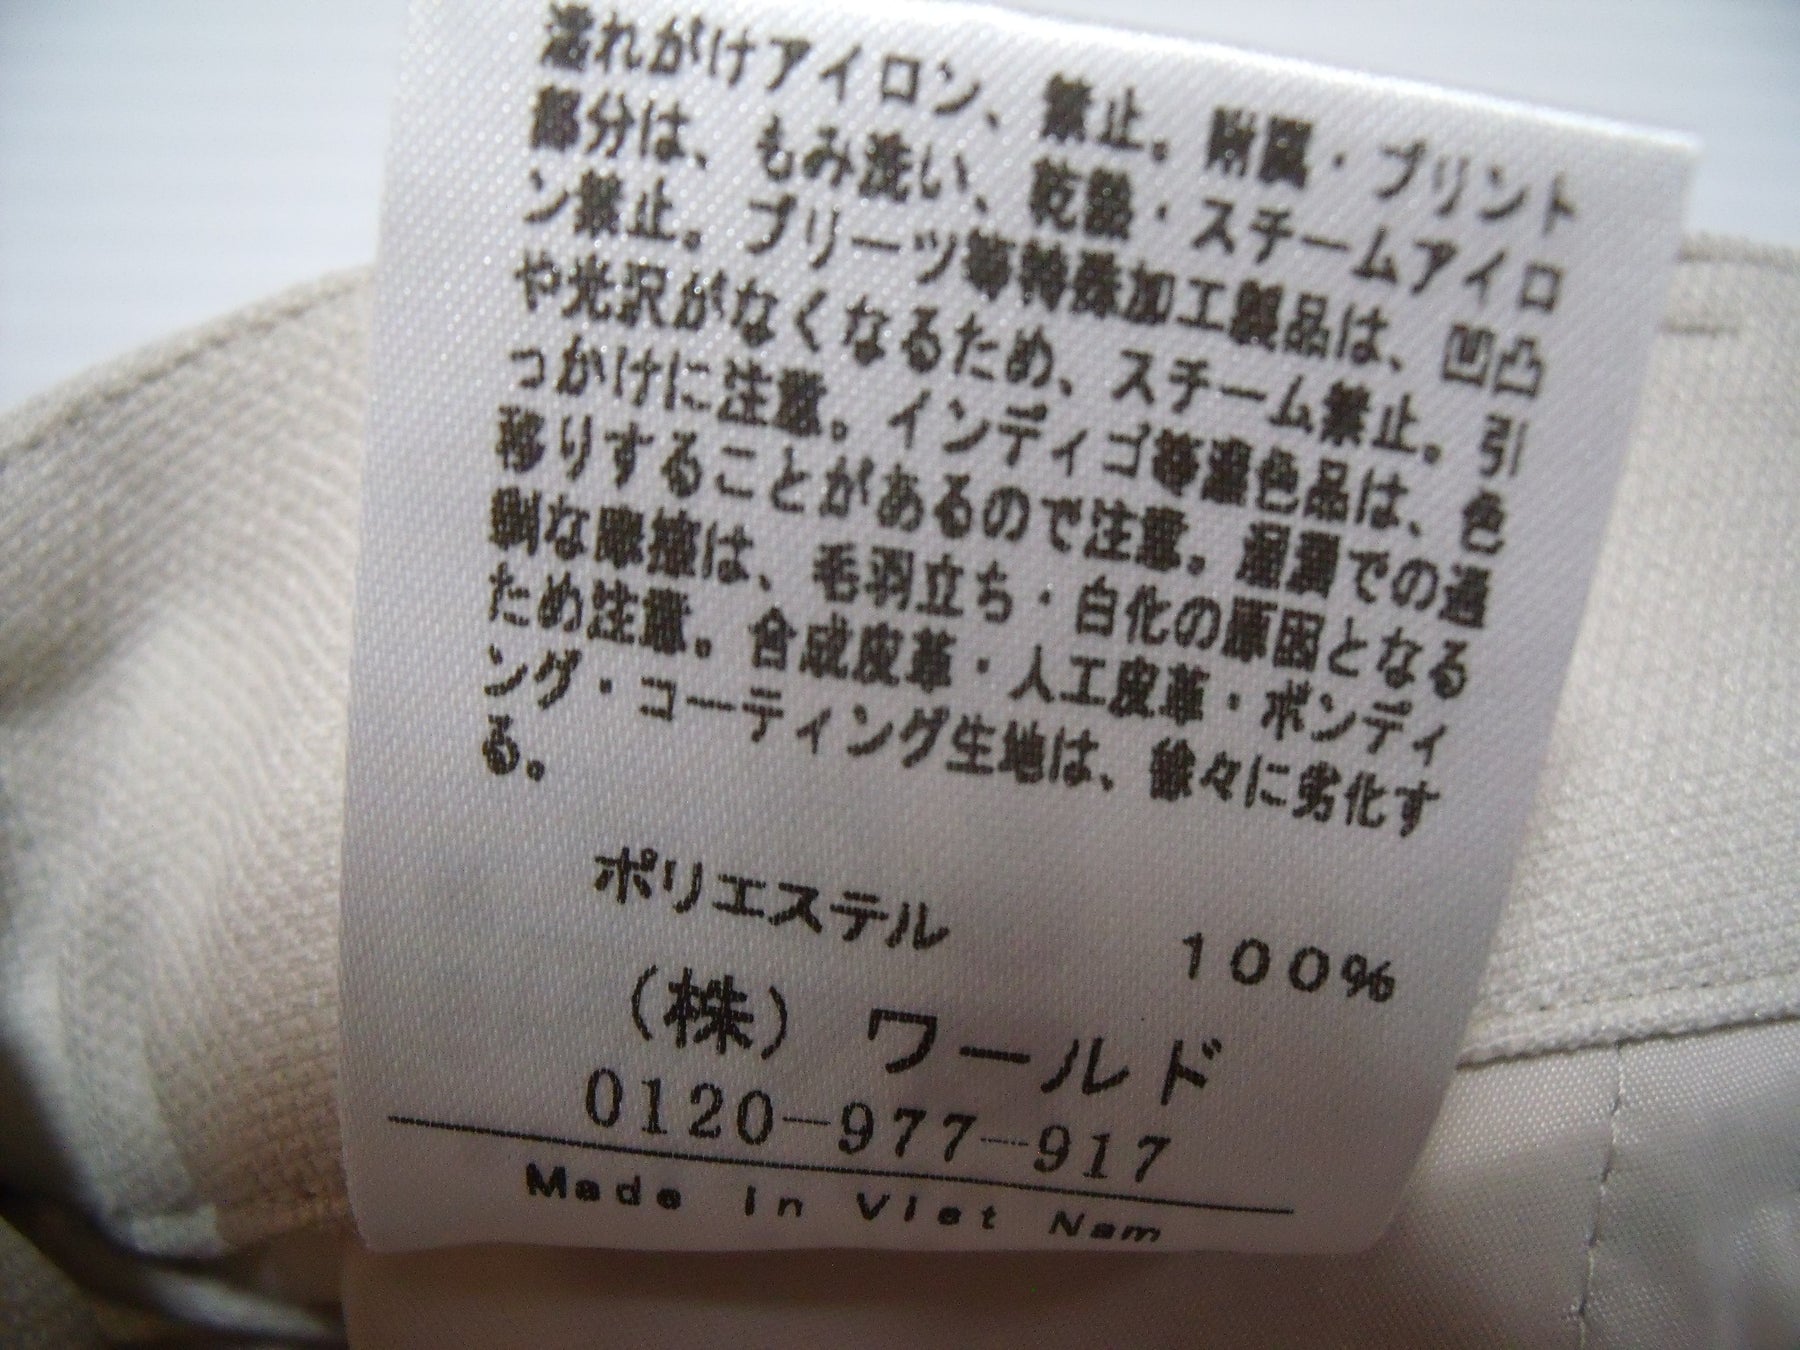 濡れがけアイロン、禁止。附属・プリント
部分は、もみ洗い、乾燥・スチームアイロ
ン禁止。プリーツ等特殊加工製品は、凹凸
や光沢がなくなるため、スチーム禁止。引
っかけに注意。インディゴ等濃色品は、色
移りすることがあるので注意。湿潤での過
剰な摩擦は、毛羽立ち・白化の原因となる
ため注意。合成皮革・人工皮革・ボンディ
ング・コーティング生地は、徐々に劣化す
る。
ポリエステル 100%
(株) ワールド
0120-977-917
Made in Viet Nam